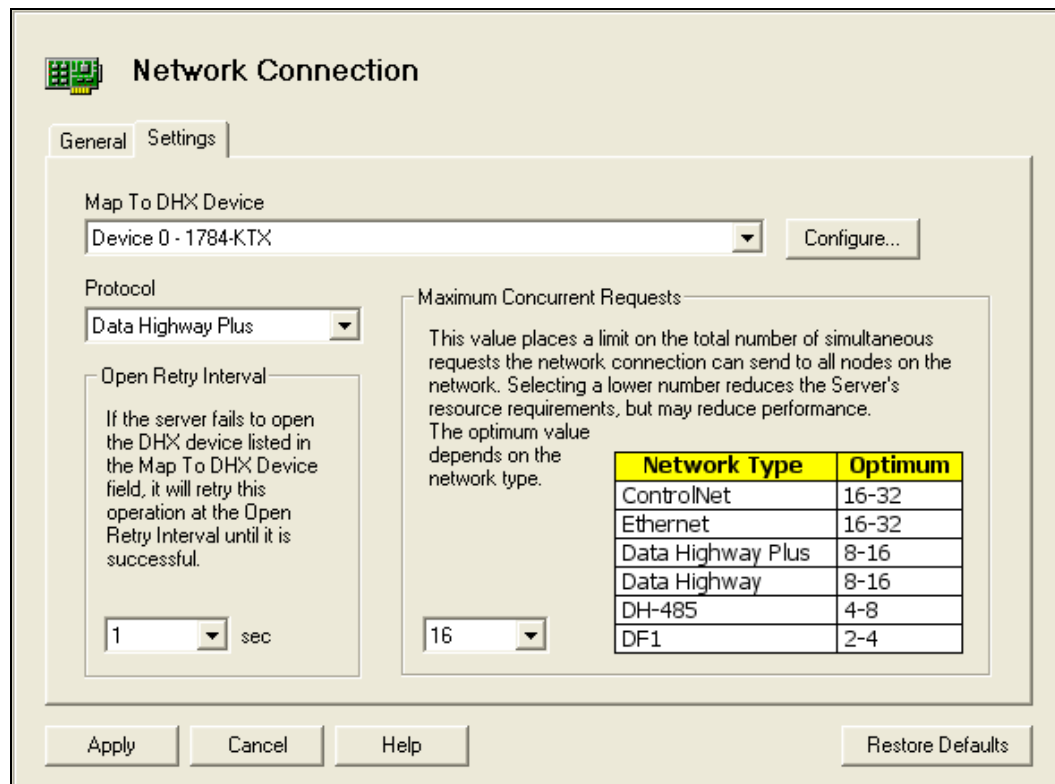 Network Connection
General Settings
Map To DHX Device
Device 0 - 1784-KTX
Configure...
Protocol
Data Highway Plus
Open Retry Interval
If the server fails to open
the DHX device listed in
the Map To DHX Device
field, it will retry this
operation at the Open
Retry Interval until it is
successful.
1 sec
Maximum Concurrent Requests
This value places a limit on the total number of simultaneous
requests the network connection can send to all nodes on the
network. Selecting a lower number reduces the Server's
resource requirements, but may reduce performance.
The optimum value
depends on the
network type.
16
Network Type Optimum
ControlNet 16-32
Ethernet 16-32
Data Highway Plus 8-16
Data Highway 8-16
DH-485 4-8
DF1 2-4
Apply Cancel Help Restore Defaults